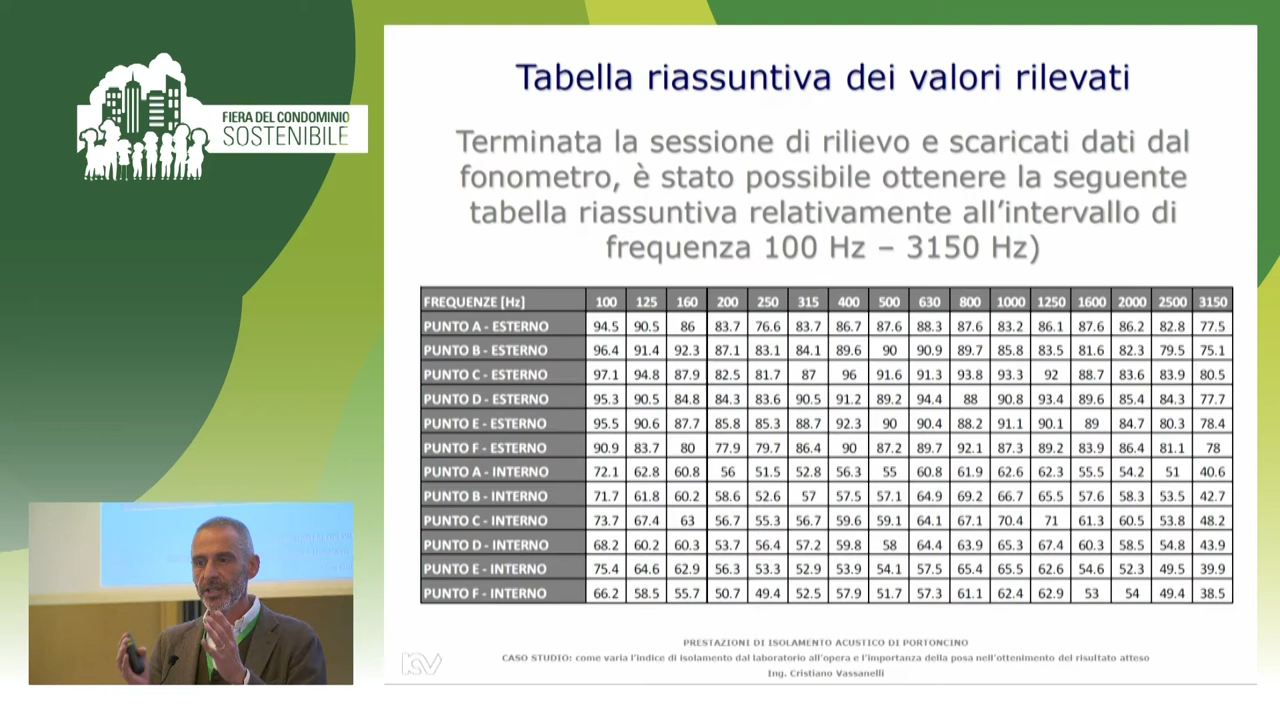 FIERA DEL CONDOMINIO
SOSTENIBILE
Tabella riassuntiva dei valori rilevati
Terminata la sessione di rilievo e scaricati dati dal
fonometro, è stato possibile ottenere la seguente
tabella riassuntiva relativamente all'intervallo di
frequenza 100 Hz – 3150 Hz)
FREQUENZE [Hz] 100 125 160 200 250 315 400 500 630 800 1000 1250 1600 2000 2500 3150
PUNTO A - ESTERNO 94.5 90.5 86 83.7 76.6 83.7 86.7 87.6 88.3 87.6 83.2 86.1 87.6 86.2 82.8 77.5
PUNTO B - ESTERNO 96.4 91.4 92.3 87.1 83.1 84.1 89.6 90 90.9 89.7 85.8 83.5 81.6 82.3 79.5 75.1
PUNTO C - ESTERNO 97.1 94.8 87.9 82.5 81.7 87 96 91.6 91.3 93.8 93.3 92 88.7 83.6 83.9 80.5
PUNTO D - ESTERNO 95.3 90.5 84.8 84.3 83.6 90.5 91.2 89.2 94.4 88 90.8 93.4 89.6 85.4 84.3 77.7
PUNTO E - ESTERNO 95.5 90.6 87.2 85.8 85.3 88.7 92.3 90 90.4 88.2 91.1 90.1 89 84.7 80.3 78.4
PUNTO F - ESTERNO 90.9 83.7 80 77.9 79.7 86.4 90 87.2 89.7 92.1 87.3 89.2 83.9 86.4 81.1 78
PUNTO A - INTERNO 72.1 62.8 60.8 56 51.5 52.8 56.3 55 60.8 61.9 62.6 62.3 55.5 54.2 51 40.6
PUNTO B - INTERNO 71.7 61.8 60.2 58.6 52.6 57 57.5 57.1 64.9 69.2 66.7 65.5 57.6 58.3 53.5 42.7
PUNTO C - INTERNO 73.7 67.4 63 56.7 55.3 56.7 59.6 59.1 64.1 67.1 70.4 71 61.3 60.5 53.8 48.2
PUNTO D - INTERNO 68.2 60.2 60.3 53.7 56.4 57.2 59.8 58 64.4 63.9 65.3 67.4 60.3 58.5 54.8 43.9
PUNTO E - INTERNO 75.4 64.6 62.9 56.3 53.3 52.9 53.9 54.1 57.5 65.4 65.5 62.6 54.6 52.3 49.5 39.9
PUNTO F - INTERNO 66.2 58.5 55.7 50.7 49.4 52.5 57.9 51.7 57.3 61.1 62.4 62.9 53 54 49.4 38.5
PRESTAZIONI DI ISOLAMENTO ACUSTICO DI PORTONCINO
CASO STUDIO: come varia l'indice di isolamento dal laboratorio all'opera e l'importanza della posa nell'ottenimento del risultato atteso
Ing. Cristiano Vassanelli